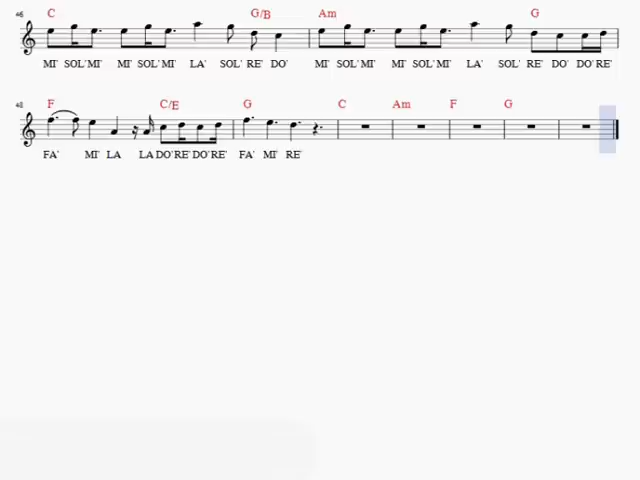 46 C G/B Am G
MI' SOL' MI' MI' SOL' MI' LA' SOL' RE' DO' MI' SOL' MI' MI' SOL' MI' LA' SOL' RE' DO' DO' RE'
F C/E G C Am F G
FA' MI' LA LA DO' RE' DO' RE' FA' MI' RE'